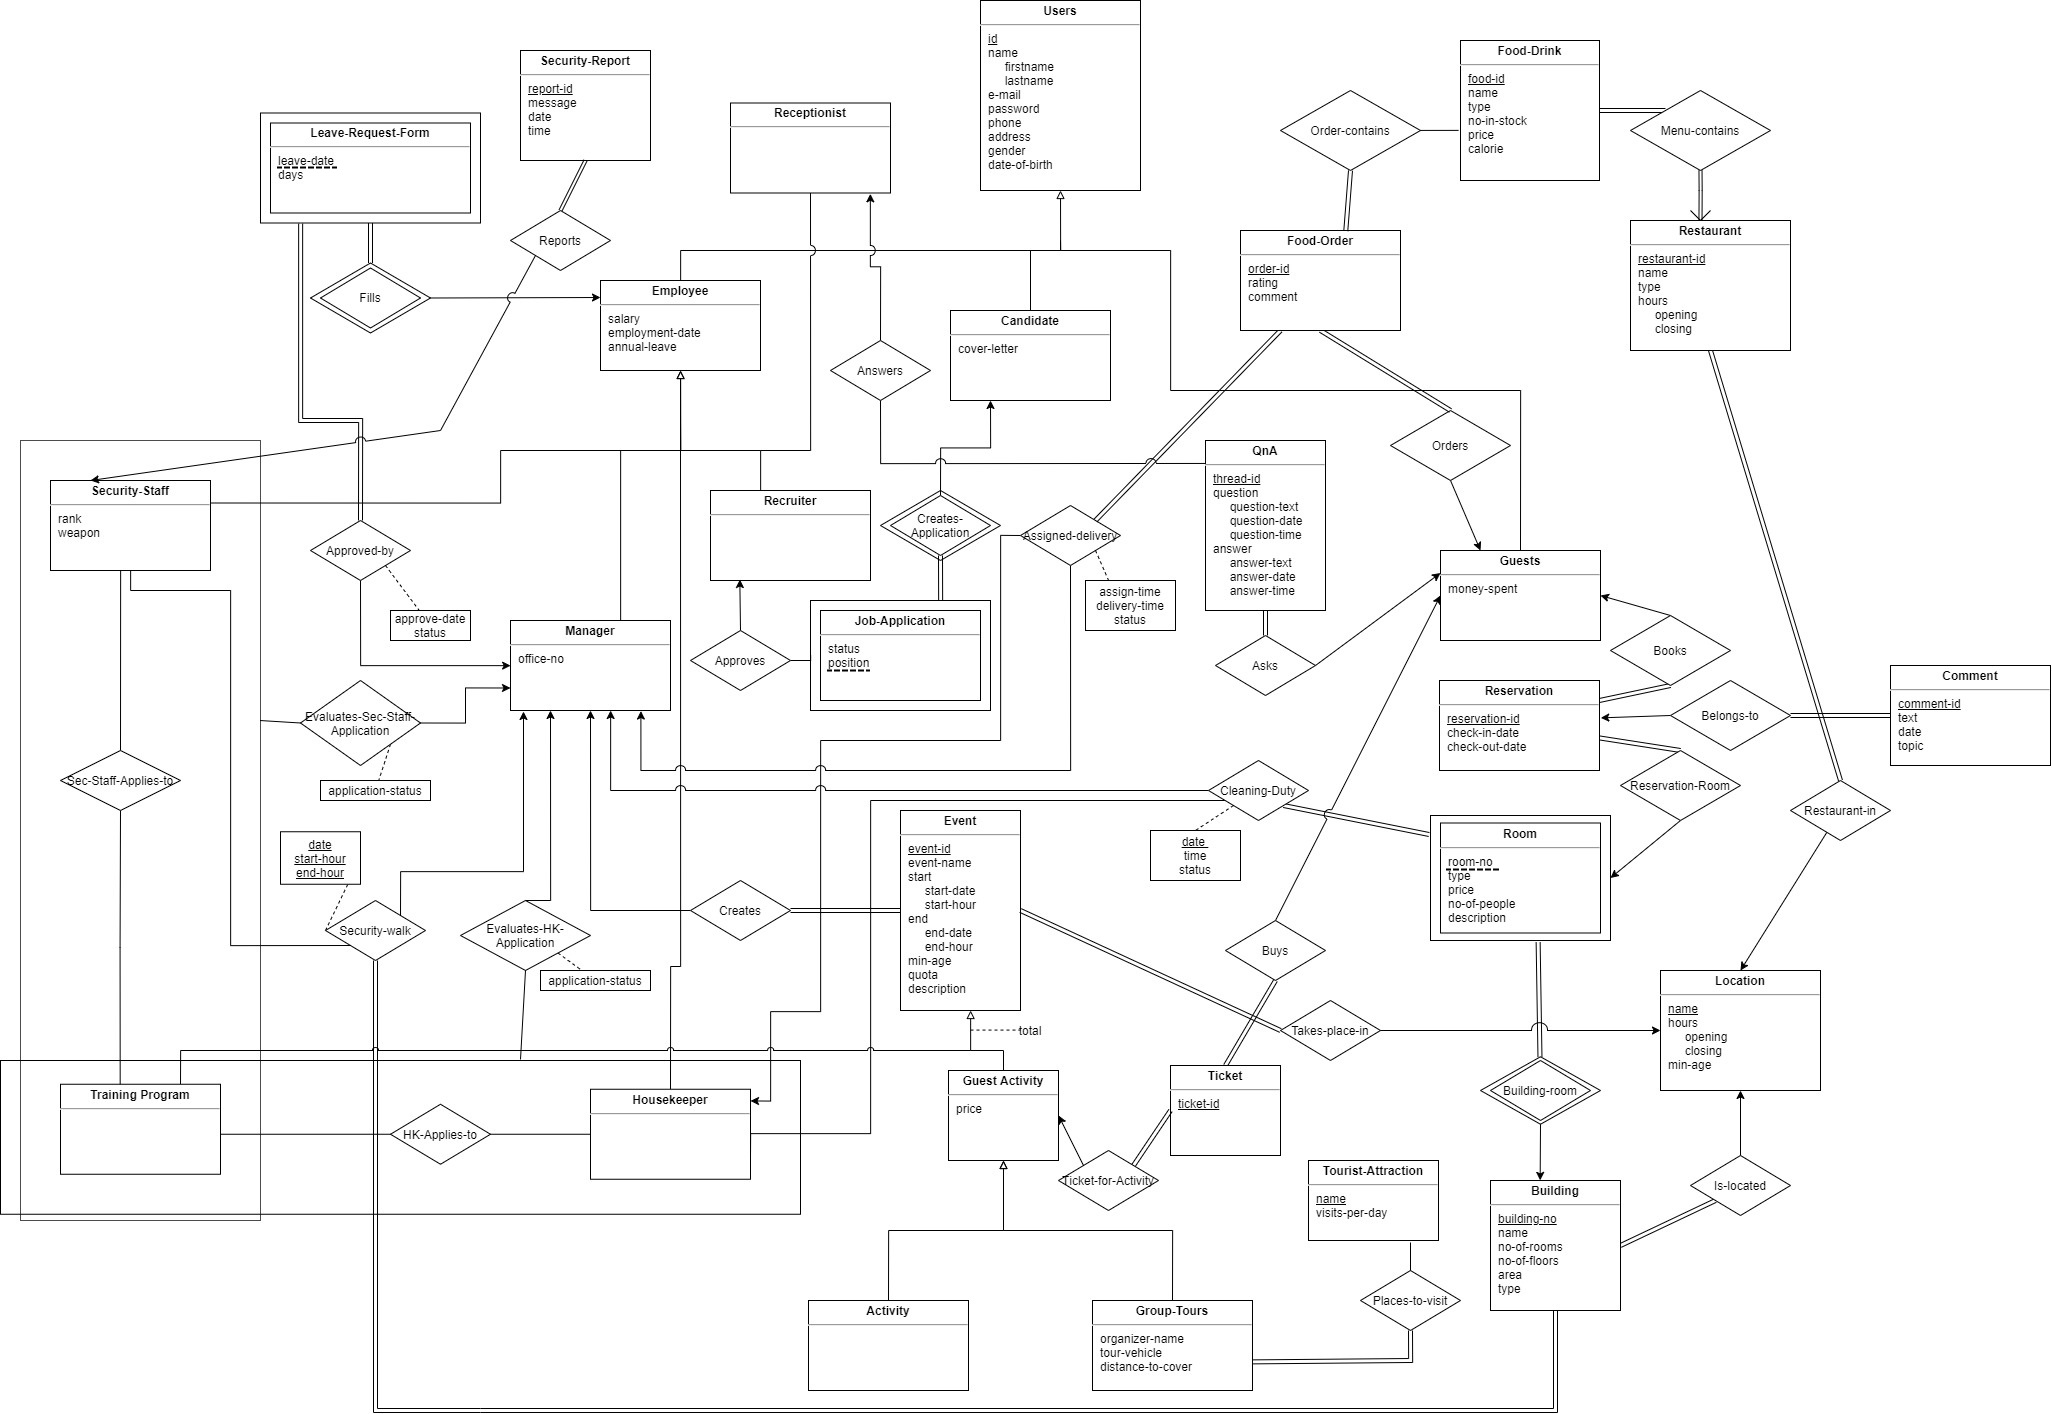 Users
id
name
firstname
lastname
e-mail
password
phone
address
gender
date-of-birth
Food-Drink
food-id
name
type
no-in-stock
price
calorie
Order-contains
Menu-contains
Security-Report
report-id
message
date
time
Receptionist
Leave-Request-Form
leave-date
days
Reports
Fills
Employee
salary
employment-date
annual-leave
Candidate
cover-letter
Answers
Food-Order
order-id
rating
comment
Restaurant
restaurant-id
name
type
hours
opening
closing
Orders
QnA
thread-id
question
question-text
question-date
question-time
answer
answer-text
answer-date
answer-time
Security-Staff
rank
weapon
Recruiter
Creates-
Application
Assigned-delivery
assign-time
delivery-time
status
Approved-by
approve-date
status
Guests
money-spent
Manager
office-no
Approves
Job-Application
status
position
Asks
Books
Reservation
reservation-id
check-in-date
check-out-date
Belongs-to
Comment
comment-id
text
date
topic
Evaluates-Sec-Staff-
Application
application-status
Sec-Staff-Applies-to
Cleaning-Duty
date
time
status
Reservation-Room
Restaurant-in
Room
room-no
type
price
no-of-people
description
Event
event-id
event-name
start
start-date
start-hour
end
end-date
end-hour
min-age
quota
description
date
start-hour
end-hour
Security-walk
Evaluates-HK-
Application
application-status
Creates
Buys
Takes-place-in
Location
name
hours
opening
closing
min-age
total
Training Program
HK-Applies-to
Housekeeper
Guest Activity
price
Ticket
ticket-id
Building-room
Ticket-for-Activity
Tourist-Attraction
name
visits-per-day
Building
building-no
name
no-of-rooms
no-of-floors
area
type
Is-located
Places-to-visit
Activity
Group-Tours
organizer-name
tour-vehicle
distance-to-cover